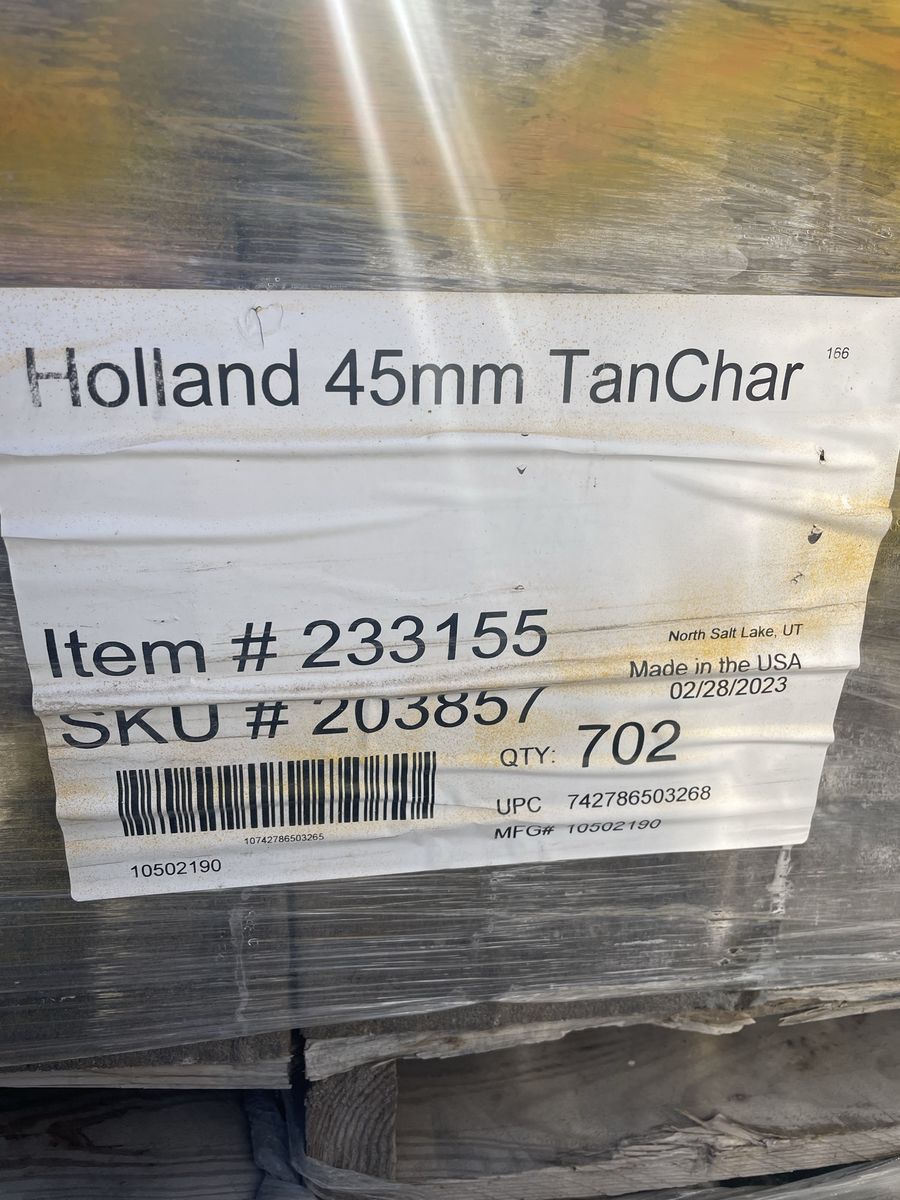 Holland 45mm TanChar 166
Item # 233155
North Salt Lake, UT
Made in the USA
02/28/2023
SKU # 203857
QTY: 702
UPC 742786503268
MFG# 10502190
10742786503265
10502190